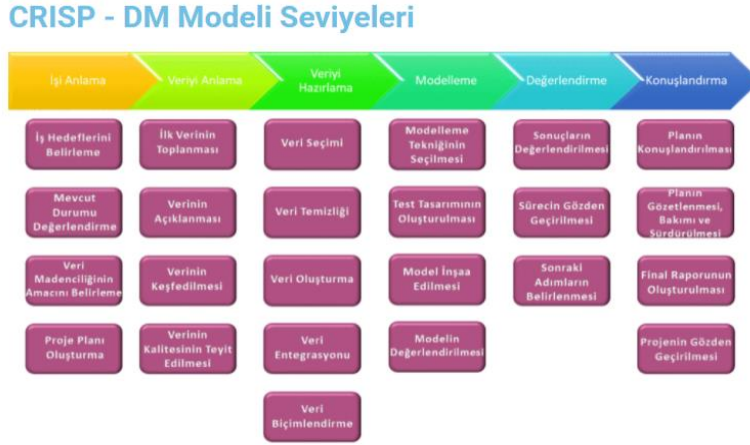 CRISP - DM Modeli Seviyeleri
İşi Anlama
Veriyi Anlama
Veriyi
Hazırlama
Modelleme
Değerlendirme
Konuşlandırma
İş Hedeflerini
Belirleme
İlk Verinin
Toplanması
Veri Seçimi
Modelleme
Tekniğinin
Seçilmesi
Sonuçların
Değerlendirilmesi
Planın
Konuşlandırılması
Mevcut
Durumu
Değerlendirme
Verinin
Açıklanması
Veri Temizliği
Test Tasarımının
Oluşturulması
Sürecin Gözden
Geçirilmesi
Planın
Gözetlenmesi,
Bakımı ve
Sürdürülmesi
Veri
Madenciliğinin
Amacını Belirleme
Verinin
Keşfedilmesi
Veri Oluşturma
Model İnşaa
Edilmesi
Sonraki
Adımların
Belirlenmesi
Final Raporunun
Oluşturulması
Proje Planı
Oluşturma
Verinin
Kalitesinin Teyit
Edilmesi
Veri
Entegrasyonu
Modelin
Değerlendirilmesi
Projenin Gözden
Geçirilmesi
Veri
Biçimlendirme